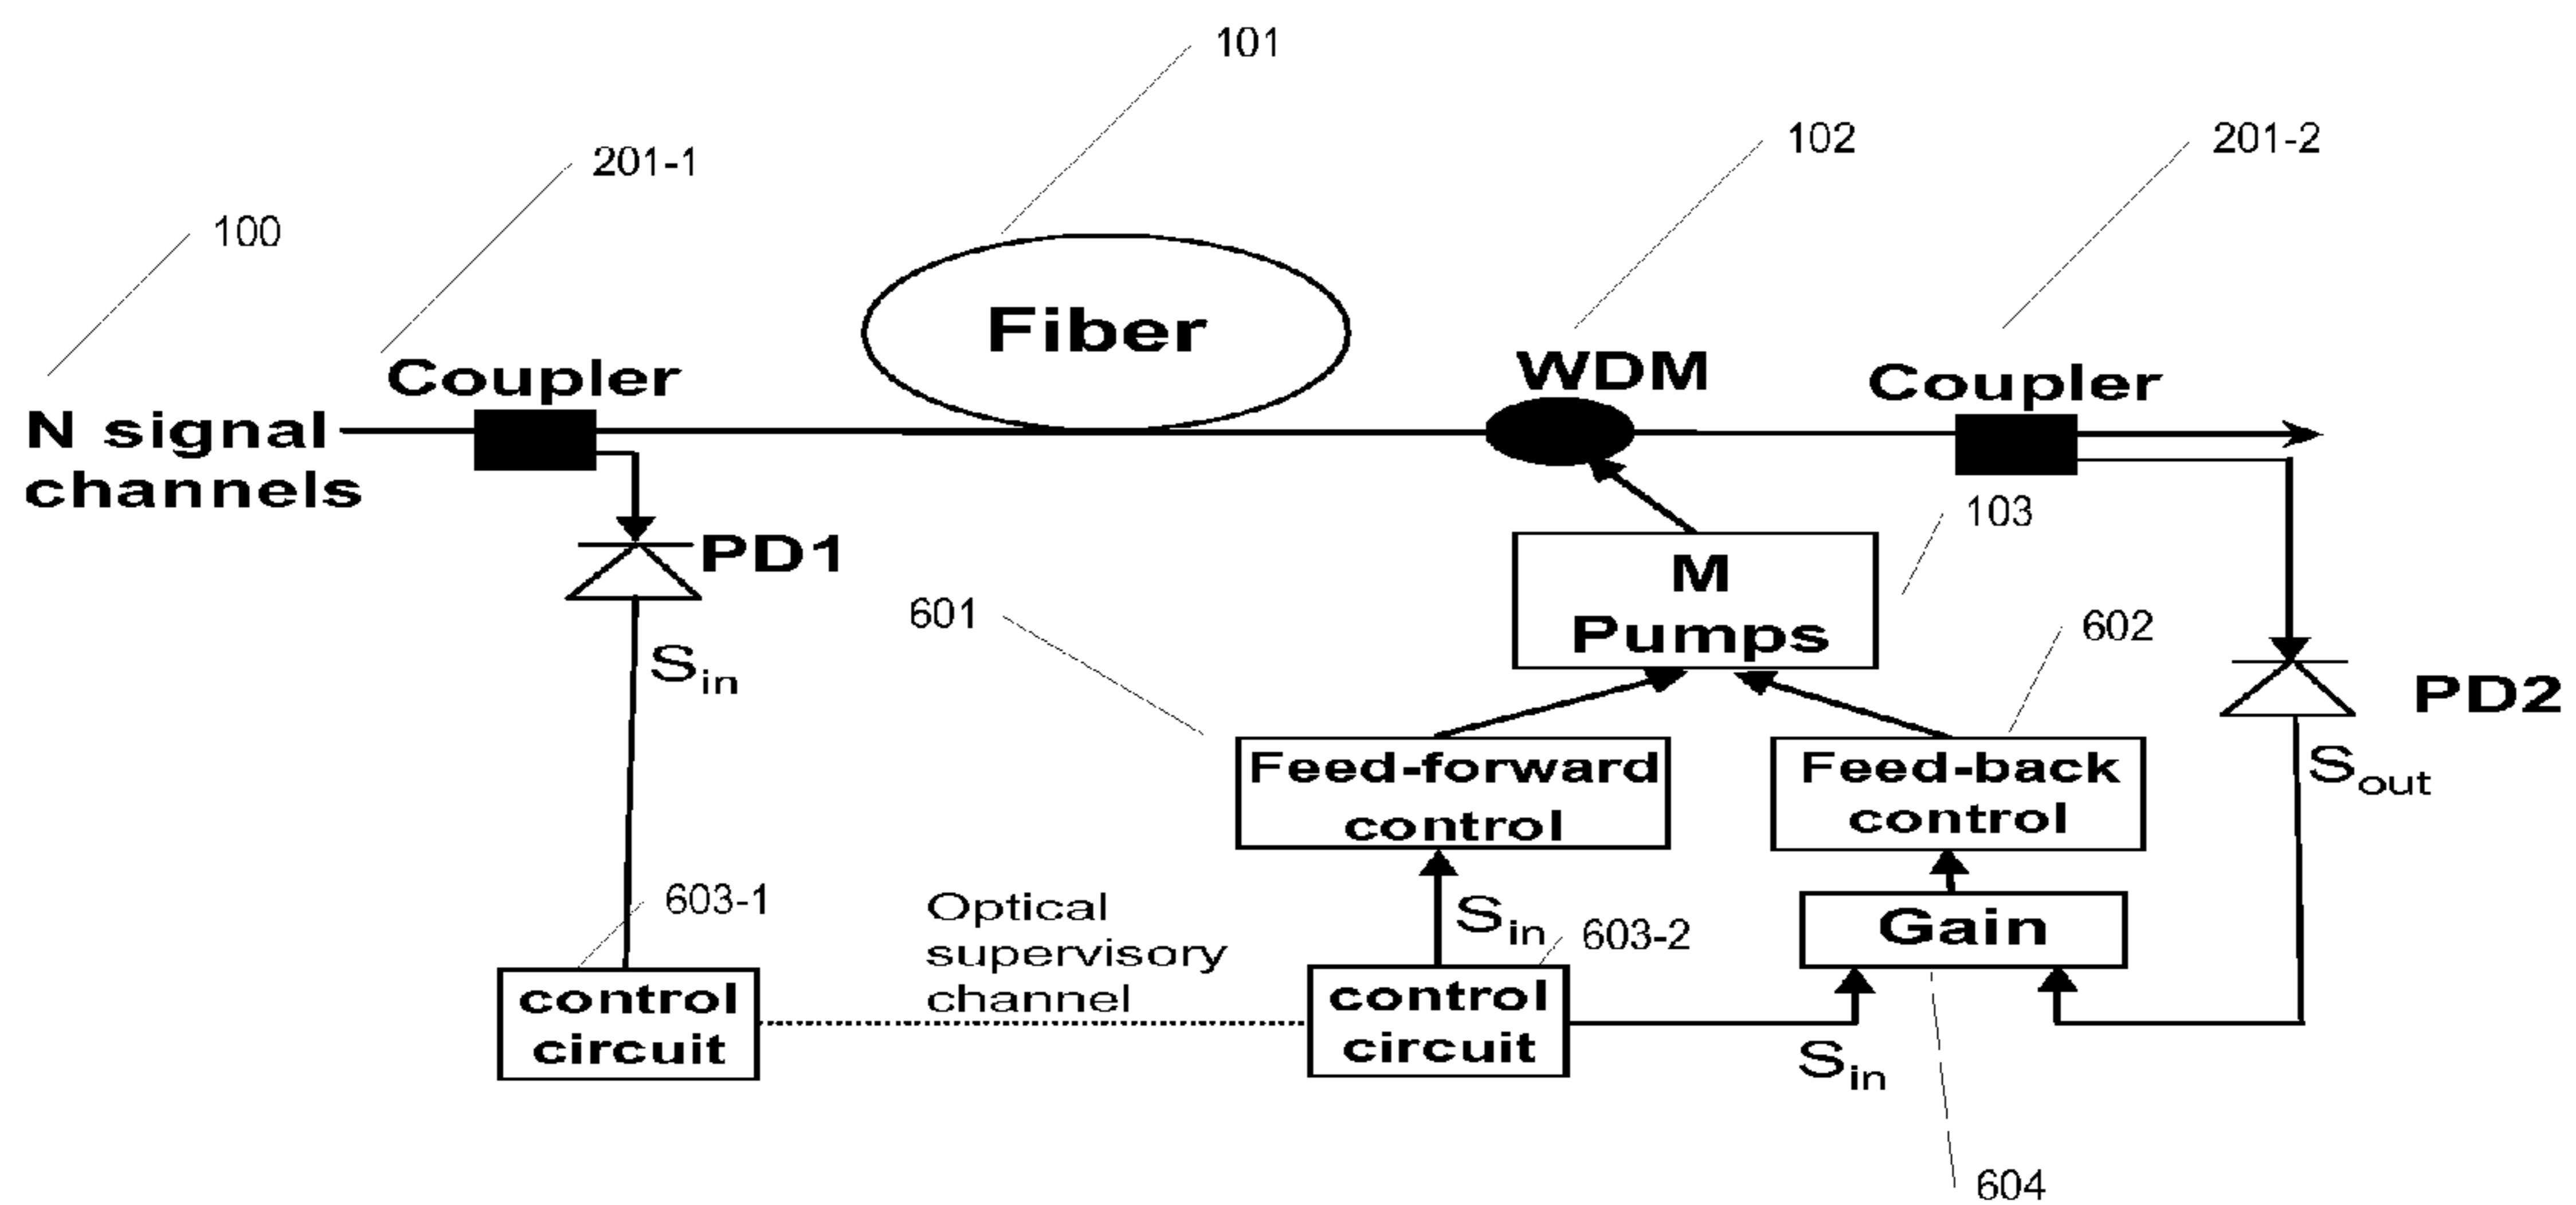 101
102
201-2
201-1
100
Fiber
WDM
Coupler
Coupler
N signal
channels
103
PD1
M
Pumps
601
602
Sin
PD2
Feed-forward
control
Feed-back
control
Sout
603-1
Optical
supervisory
channel
Sin
603-2
Gain
control
circuit
control
circuit
Sin
604